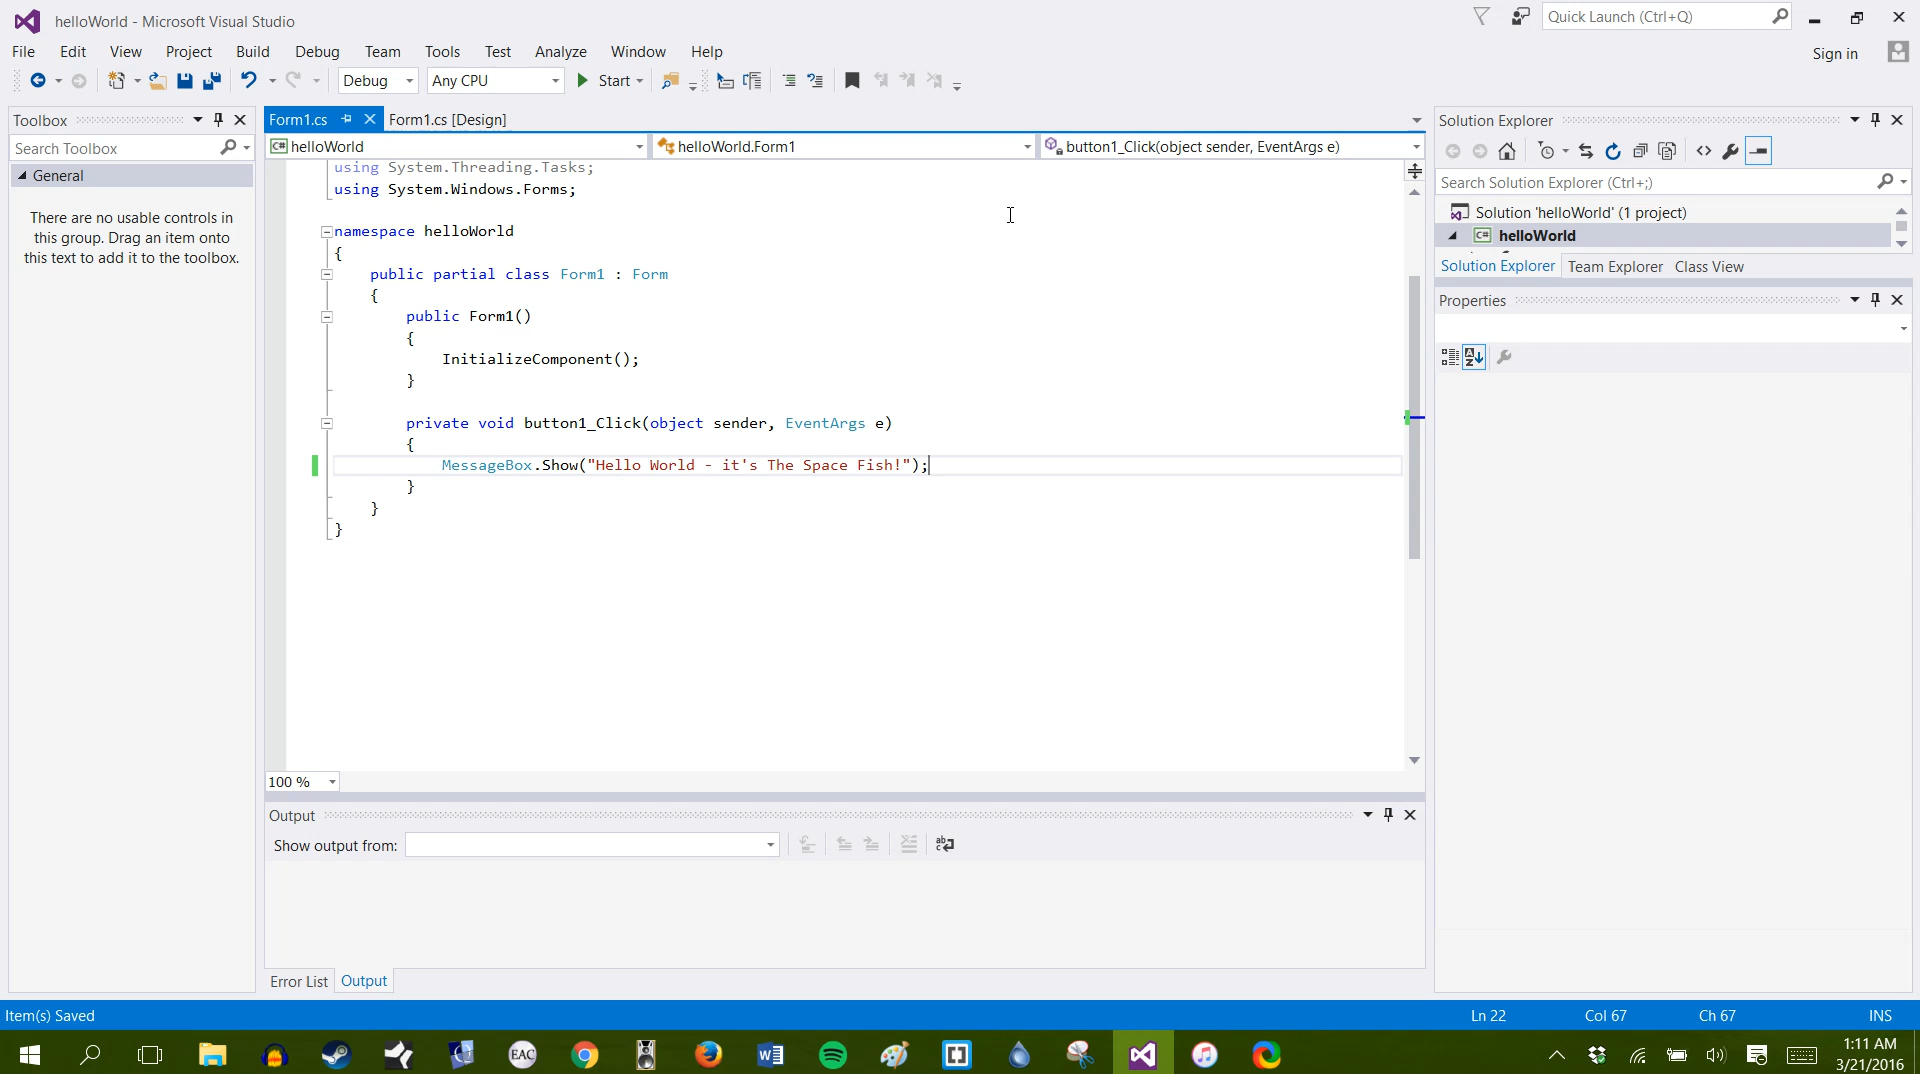 helloWorld - Microsoft Visual Studio
Quick Launch (Ctrl+Q)
File Edit View Project Build Debug Team Tools Test Analyze Window Help
Sign in
Debug Any CPU Start
Toolbox
Search Toolbox
General
There are no usable controls in
this group. Drag an item onto
this text to add it to the toolbox.
Form1.cs Form1.cs [Design]
C# helloWorld helloWorld.Form1 button1_Click(object sender, EventArgs e)
using System.Threading.Tasks;
using System.Windows.Forms;
namespace helloWorld
{
public partial class Form1 : Form
{
public Form1()
{
InitializeComponent();
}
private void button1_Click(object sender, EventArgs e)
{
MessageBox.Show("Hello World - it's The Space Fish!");
}
}
}
100 %
Output
Show output from:
Error List Output
Solution Explorer
Search Solution Explorer (Ctrl+;)
Solution 'helloWorld' (1 project)
C# helloWorld
Solution Explorer Team Explorer Class View
Properties
Item(s) Saved Ln 22 Col 67 Ch 67 INS
EAC
1:11 AM
3/21/2016